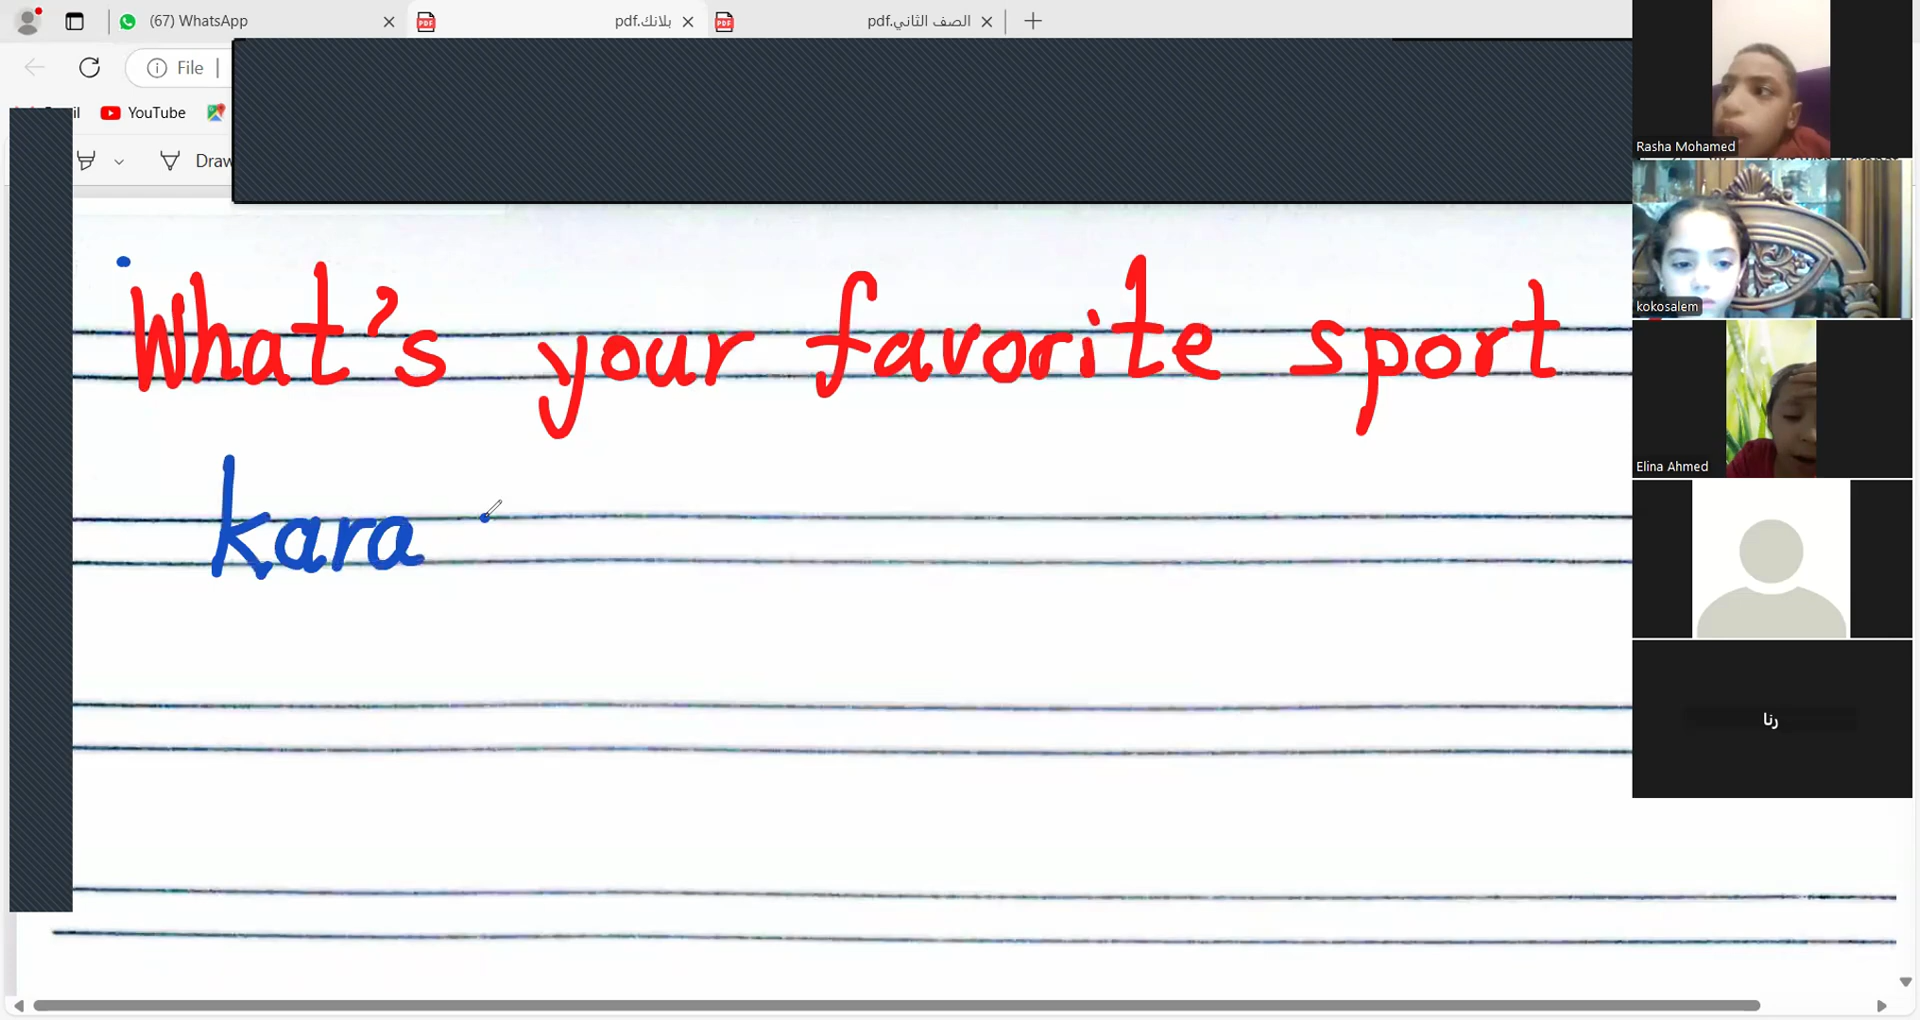 (67) WhatsApp
بلانك.pdf
الصف الثاني.pdf
File
YouTube
Draw
What's your favorite sport
kara
Rasha Mohamed
kokosalem
Elina Ahmed
رنا